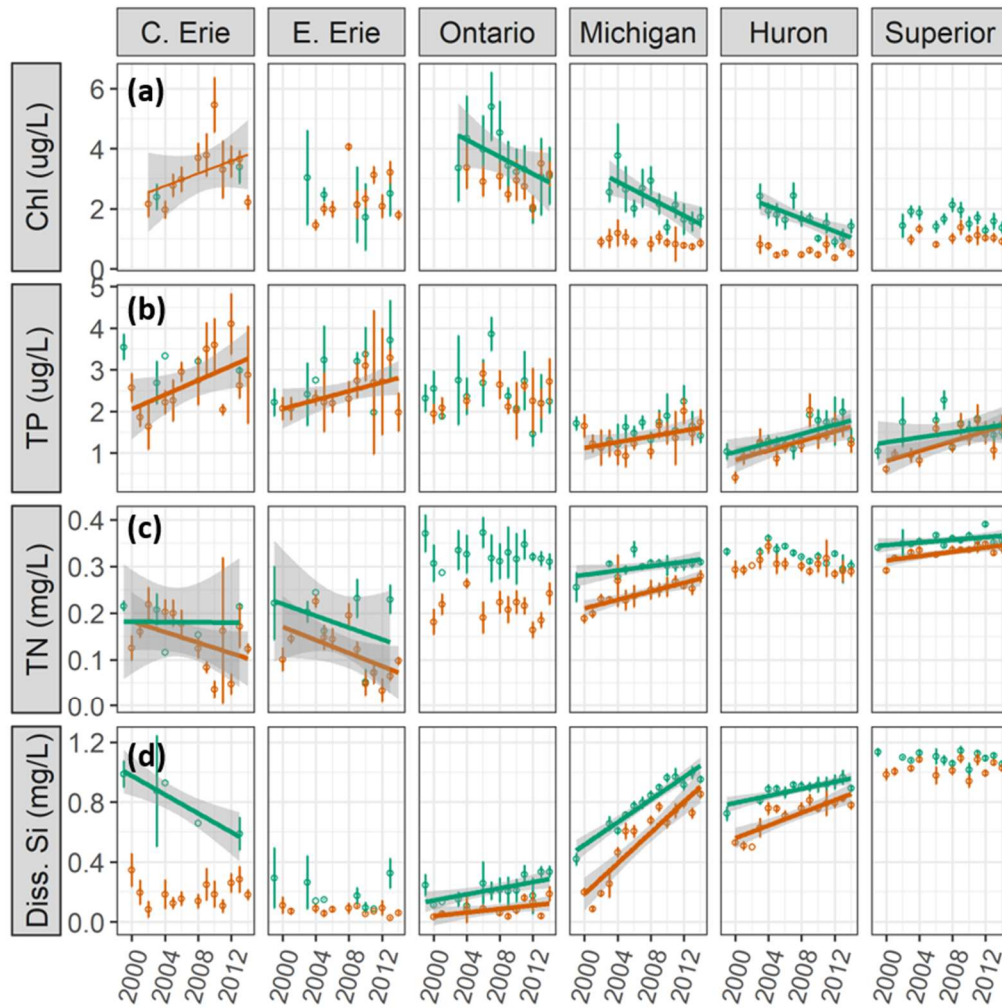 C. Erie E. Erie Ontario Michigan Huron Superior
Chl (ug/L)
(a)
6
4
2
0
TP (ug/L)
(b)
5
4
3
2
1
TN (mg/L)
(c)
0.4
0.3
0.2
0.1
0.0
Diss. Si (mg/L)
(d)
1.2
0.8
0.4
0.0
2000 2004 2008 2012 2000 2004 2008 2012 2000 2004 2008 2012 2000 2004 2008 2012 2000 2004 2008 2012 2000 2004 2008 2012